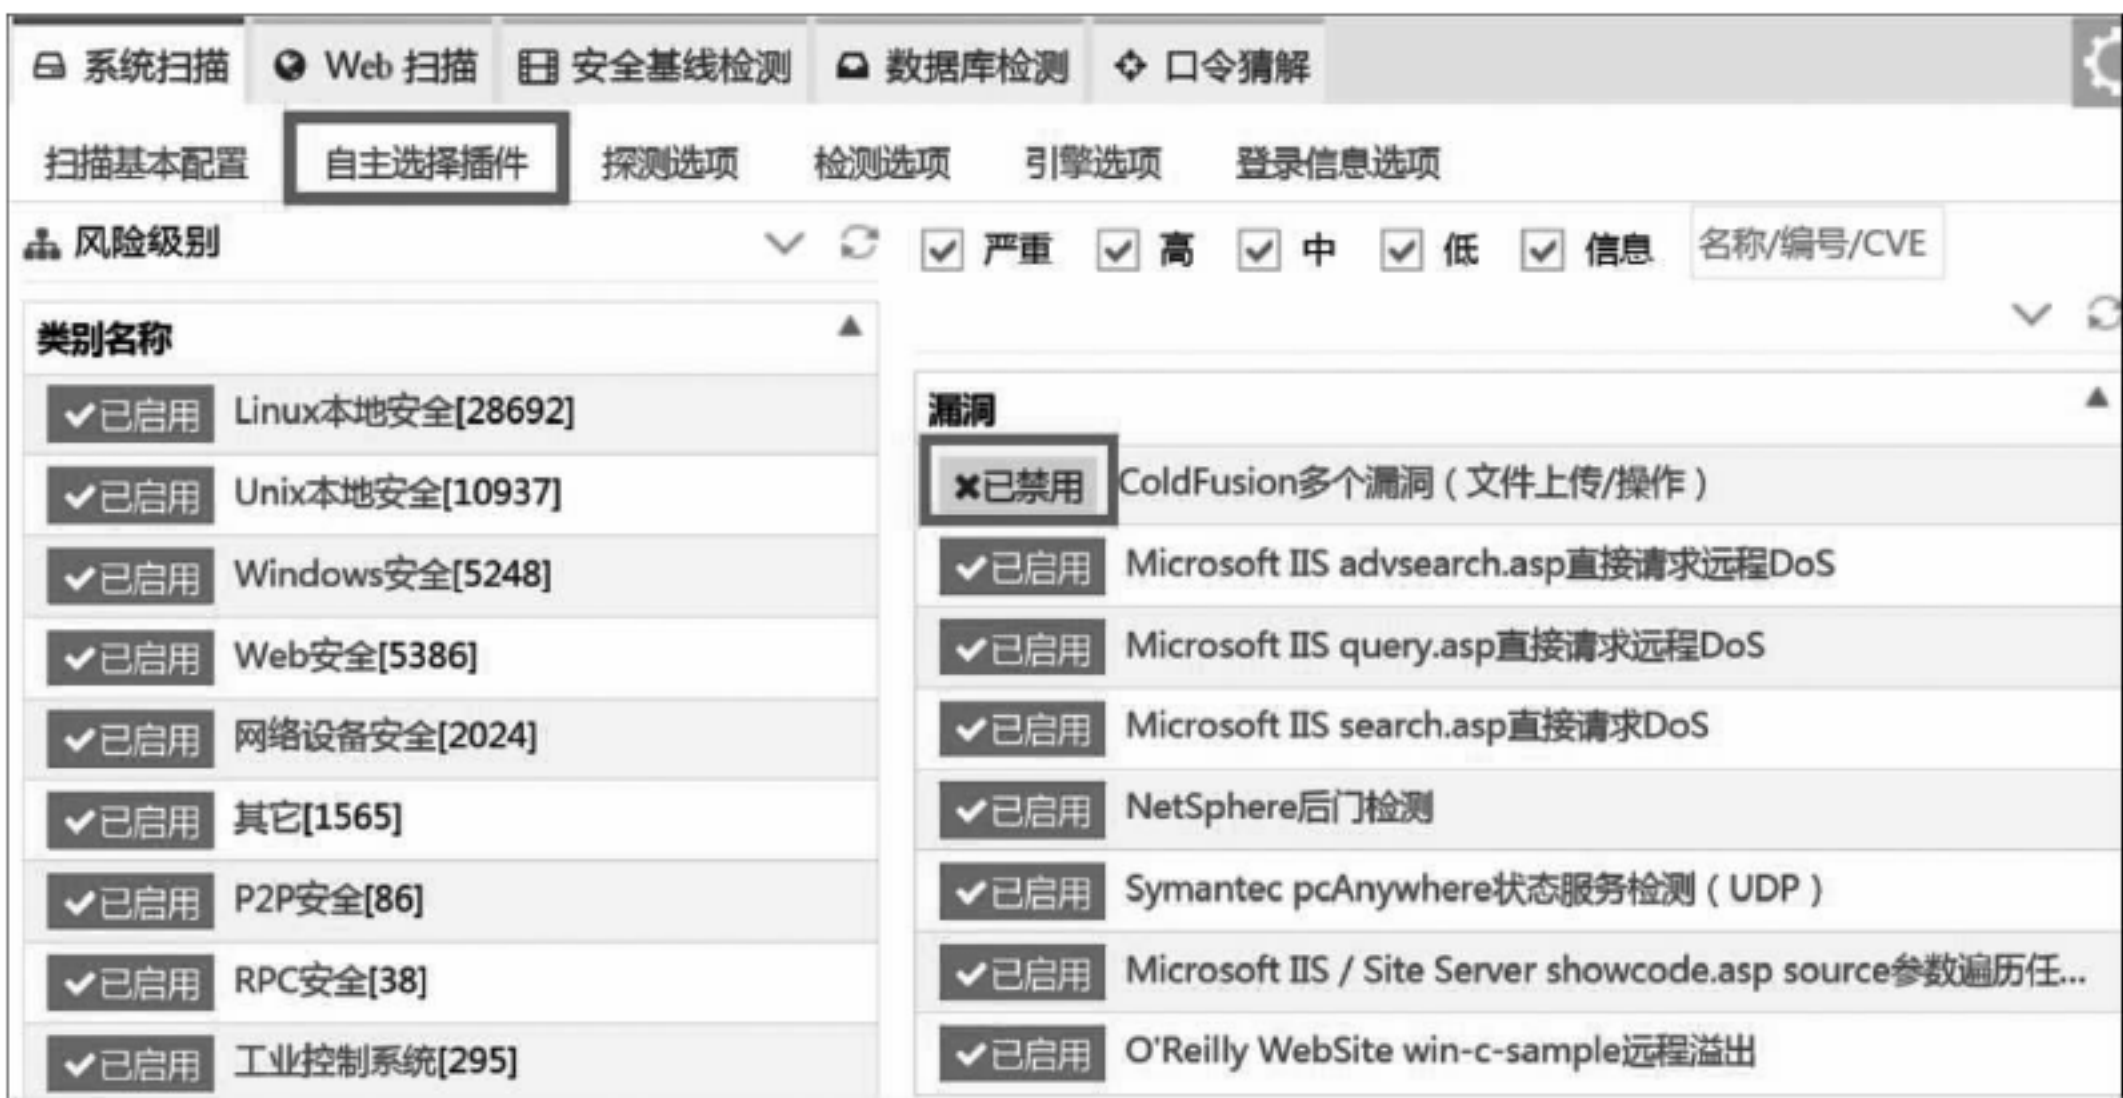 系统扫描 Web 扫描 安全基线检测 数据库检测 口令猜解
扫描基本配置 自主选择插件 探测选项 检测选项 引擎选项 登录信息选项
风险级别
类别名称
已启用 Linux本地安全[28692]
已启用 Unix本地安全[10937]
已启用 Windows安全[5248]
已启用 Web安全[5386]
已启用 网络设备安全[2024]
已启用 其它[1565]
已启用 P2P安全[86]
已启用 RPC安全[38]
已启用 工业控制系统[295]
严重 高 中 低 信息 名称/编号/CVE
漏洞
已禁用 ColdFusion多个漏洞（文件上传/操作）
已启用 Microsoft IIS advsearch.asp直接请求远程DoS
已启用 Microsoft IIS query.asp直接请求远程DoS
已启用 Microsoft IIS search.asp直接请求DoS
已启用 NetSphere后门检测
已启用 Symantec pcAnywhere状态服务检测（UDP）
已启用 Microsoft IIS / Site Server showcode.asp source参数遍历任...
已启用 O'Reilly WebSite win-c-sample远程溢出